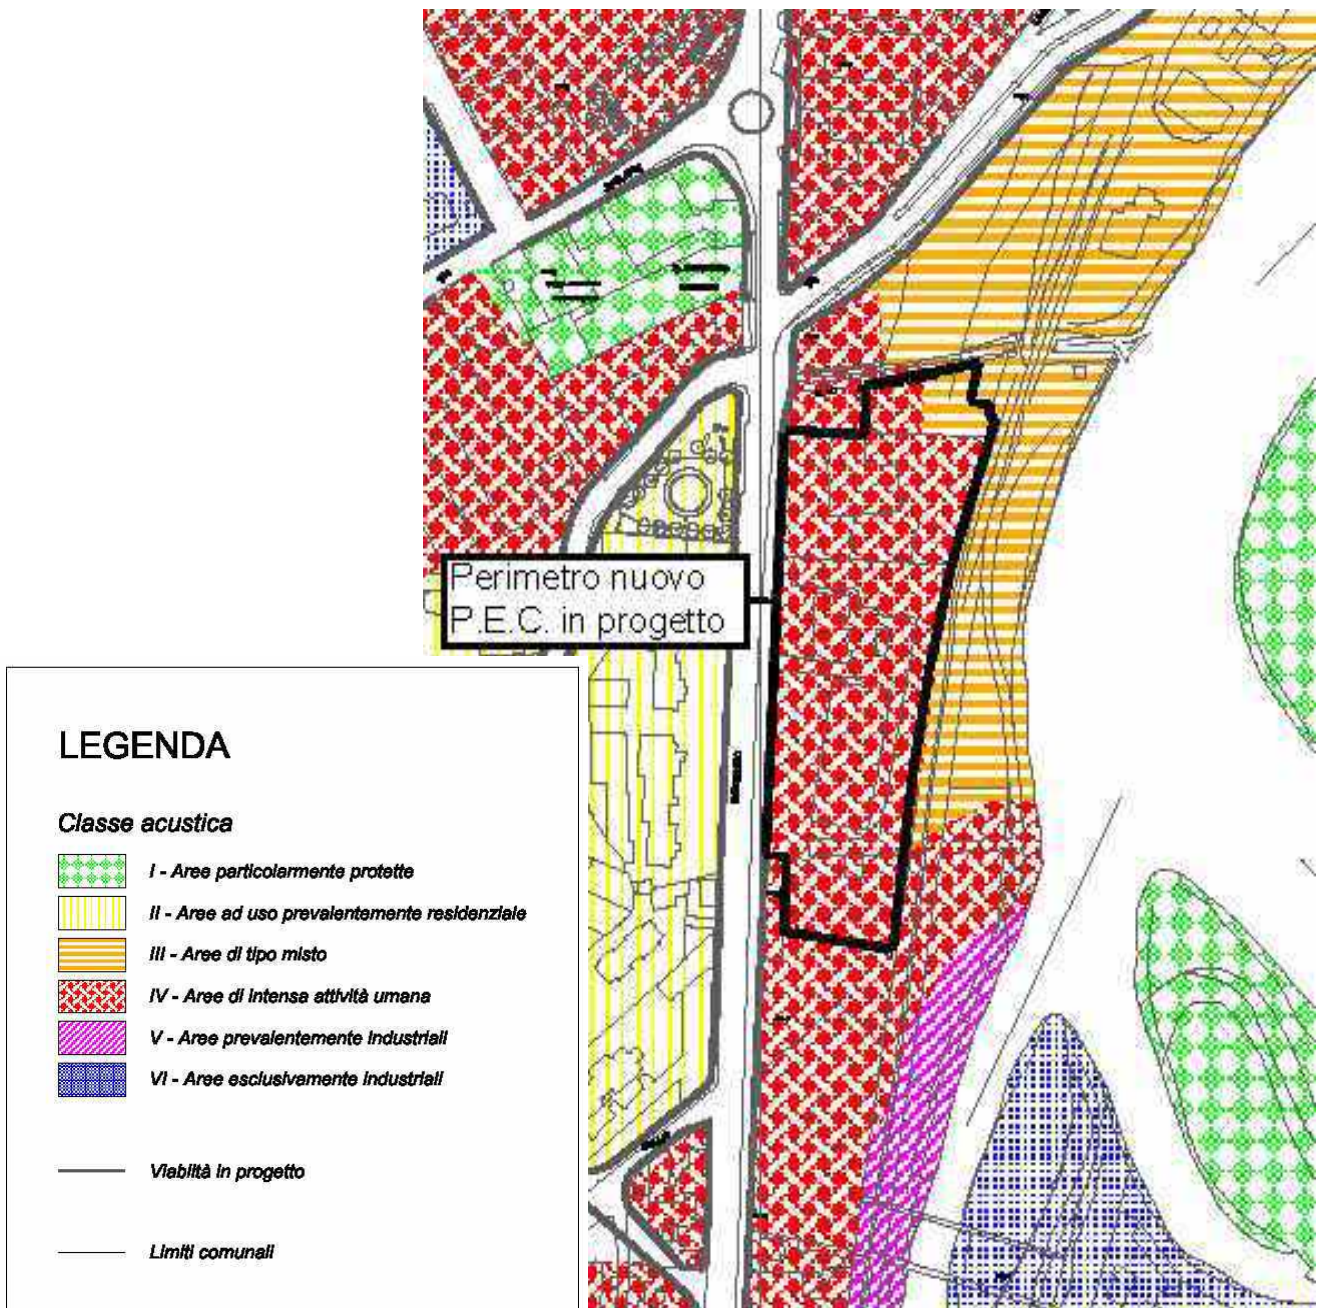 Perimetro nuovo
P.E.C. in progetto
LEGENDA
Classe acustica
I - Aree particolarmente protette
II - Aree ad uso prevalentemente residenziale
III - Aree di tipo misto
IV - Aree di intensa attività umana
V - Aree prevalentemente industriali
VI - Aree esclusivamente industriali
Viabilità in progetto
Limiti comunali